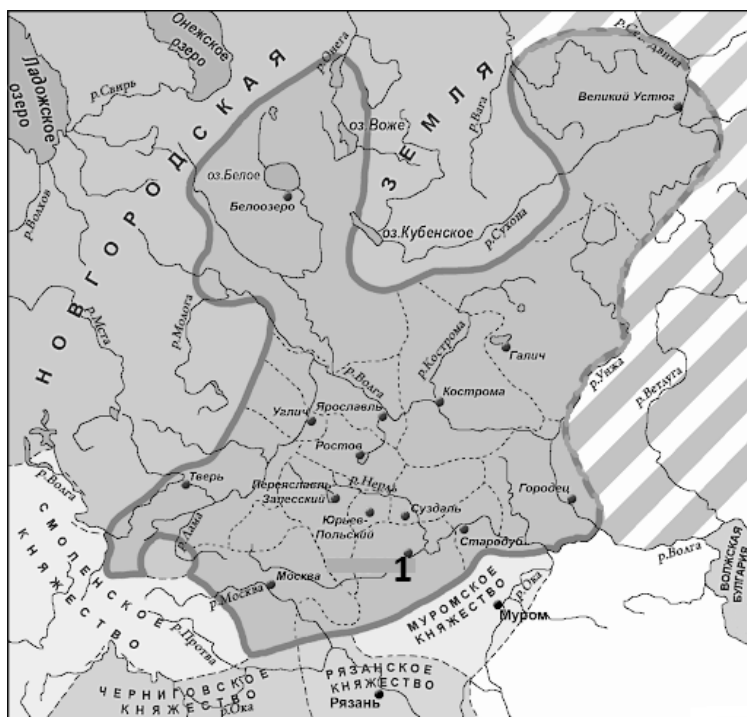 Онежское
озеро
Ладожское
озеро
р.Свирь
р.Онега
оз.Воже
р.Вага
Великий Устюг
НОВГОРОДСКАЯ
ЗЕМЛЯ
оз.Белое
Белоозеро
р.Волхов
оз.Кубенское
р.Сухона
р.Мста
р.Молога
р.Кострома
Галич
р.Унжа
р.Ветлуга
р.Волга
Углич
Ярославль
Кострома
Ростов
Тверь
р.Волга
Переяславль
Залесский
р.Нерль
Городец
Юрьев-
Польский
Суздаль
Стародуб
р.Лама
1
р.Волга
ВОЛЖСКАЯ
БУЛГАРИЯ
СМОЛЕНСКОЕ
КНЯЖЕСТВО
р.Москва
Москва
р.Протва
МУРОМСКОЕ
КНЯЖЕСТВО
р.Ока
Муром
ЧЕРНИГОВСКОЕ
КНЯЖЕСТВО
р.Ока
РЯЗАНСКОЕ
КНЯЖЕСТВО
Рязань